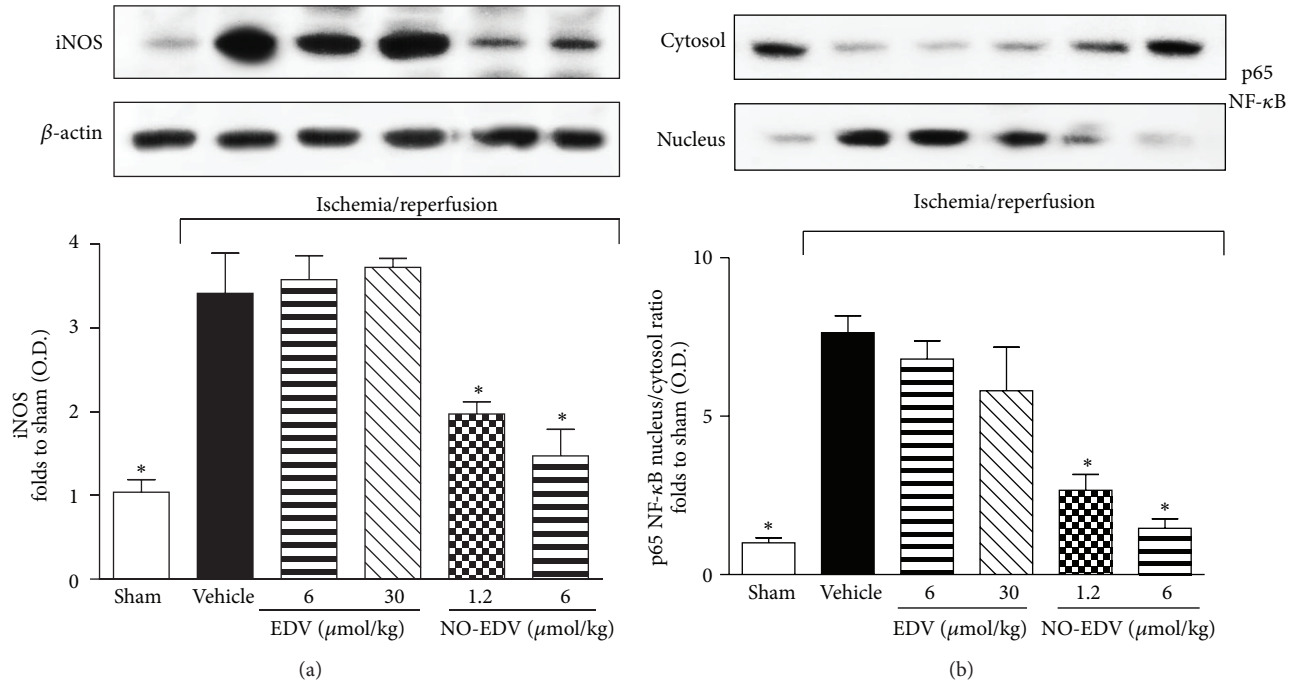 iNOS
β-actin
Ischemia/reperfusion
4
3
2
1
0
iNOS
folds to sham (O.D.)
*
*
*
Sham
Vehicle
6
30
1.2
6
EDV (μmol/kg)
NO-EDV (μmol/kg)
(a)
Cytosol
p65
NF-κB
Nucleus
Ischemia/reperfusion
10
5
0
p65 NF-κB nucleus/cytosol ratio
folds to sham (O.D.)
*
*
*
Sham
Vehicle
6
30
1.2
6
EDV (μmol/kg)
NO-EDV (μmol/kg)
(b)